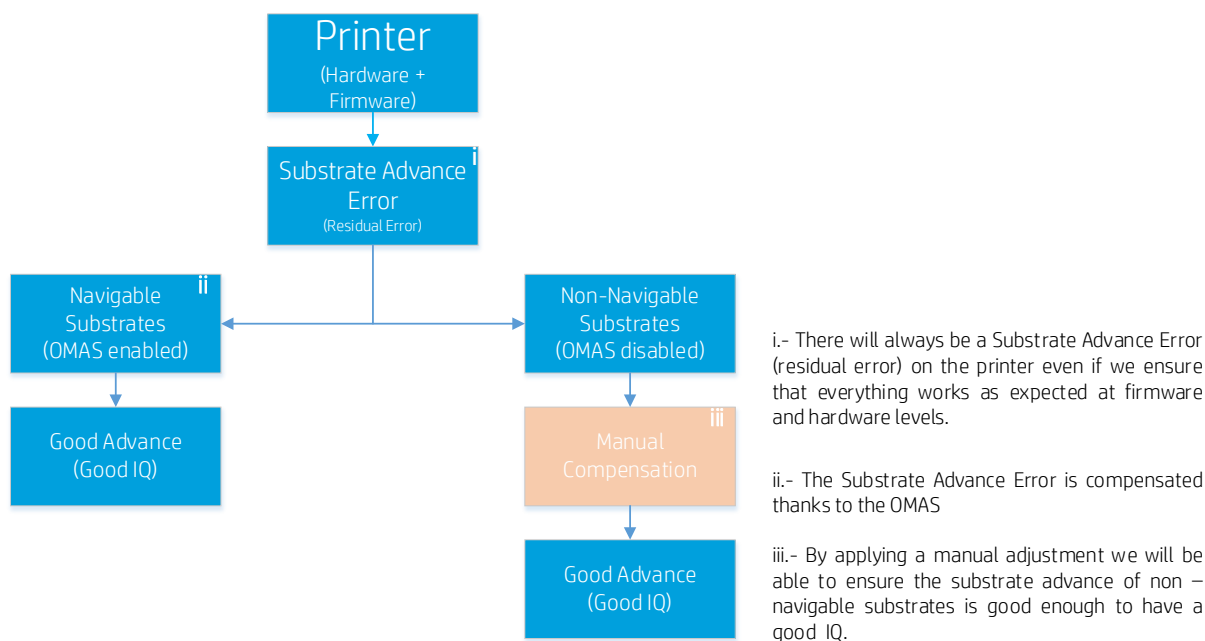 Printer
(Hardware +
Firmware)
i
Substrate Advance
Error
(Residual Error)
ii
Navigable
Substrates
(OMAS enabled)
Non-Navigable
Substrates
(OMAS disabled)
Good Advance
(Good IQ)
iii
Manual
Compensation
Good Advance
(Good IQ)
i.- There will always be a Substrate Advance Error
(residual error) on the printer even if we ensure
that everything works as expected at firmware
and hardware levels.
ii.- The Substrate Advance Error is compensated
thanks to the OMAS
iii.- By applying a manual adjustment we will be
able to ensure the substrate advance of non –
navigable substrates is good enough to have a
good IQ.